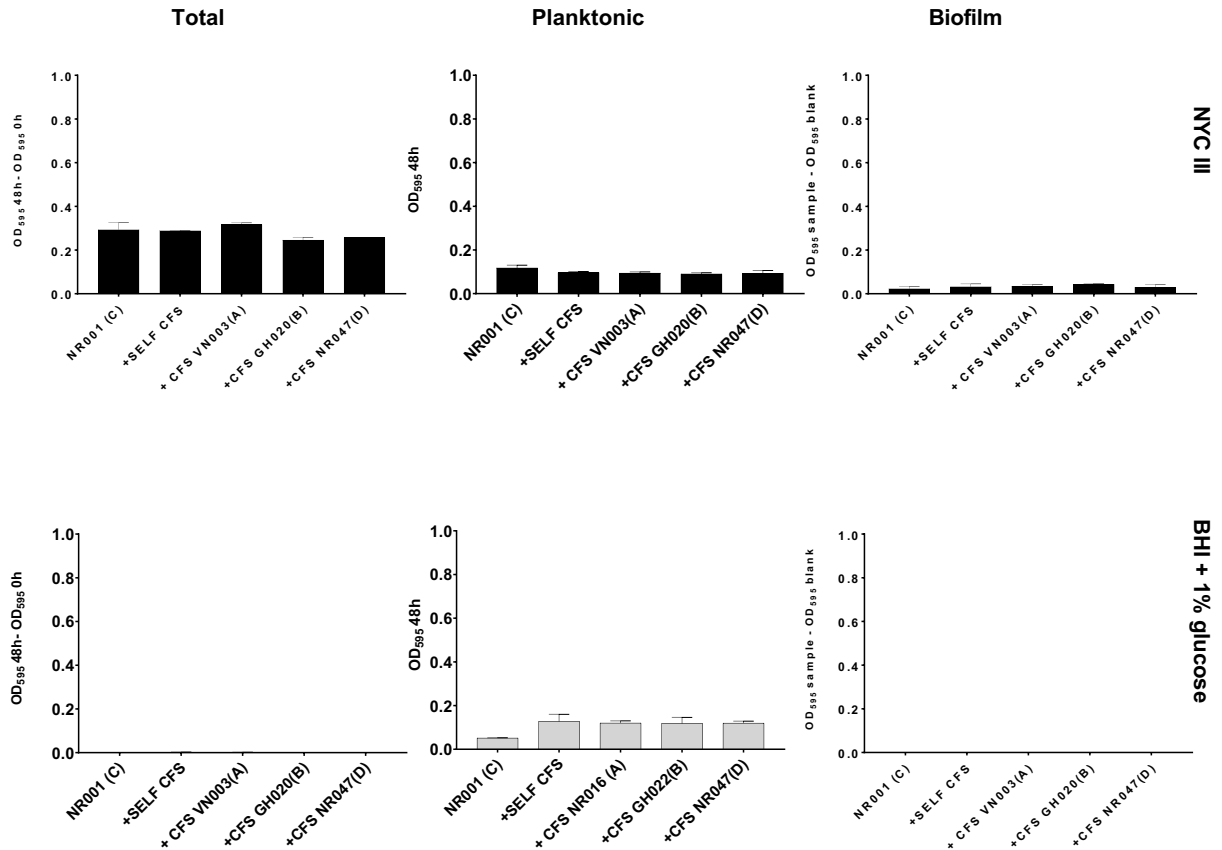 Total
Planktonic
Biofilm
OD595 48h - OD595 0h
1.0
0.8
0.6
0.4
0.2
0.0
NR001 (C)
+SELF CFS
+ CFS VN003(A)
+CFS GH020(B)
+CFS NR047(D)
OD595 48h
1.0
0.8
0.6
0.4
0.2
0.0
NR001 (C)
+SELF CFS
+ CFS VN003(A)
+CFS GH020(B)
+CFS NR047(D)
OD595 sample - OD595 blank
1.0
0.8
0.6
0.4
0.2
0.0
NR001 (C)
+SELF CFS
+ CFS VN003(A)
+CFS GH020(B)
+CFS NR047(D)
NYC III
OD595 48h- OD595 0h
1.0
0.8
0.6
0.4
0.2
0.0
NR001 (C)
+SELF CFS
+CFS VN003(A)
+CFS GH020(B)
+CFS NR047(D)
OD595 48h
1.0
0.8
0.6
0.4
0.2
0.0
NR001 (C)
+SELF CFS
+CFS NR016 (A)
+CFS GH022(B)
+CFS NR047(D)
OD595 sample - OD595 blank
1.0
0.8
0.6
0.4
0.2
0.0
NR001 (C)
+SELF CFS
+ CFS VN003(A)
+CFS GH020(B)
+CFS NR047(D)
BHI + 1% glucose